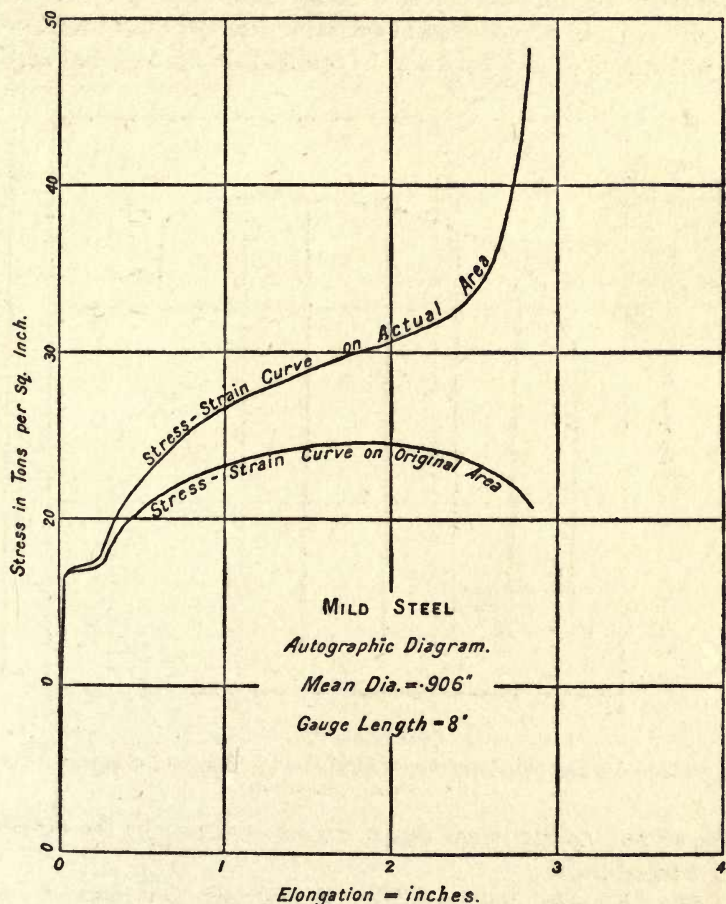 50
40
30
20
0
0
Stress in Tons per Sq. Inch.
Stress-Strain Curve on Actual Area
Stress-Strain Curve on Original Area
MILD STEEL
Autographic Diagram.
Mean Dia.=.906"
Gauge Length=8"
0 1 2 3 4
Elongation = inches.